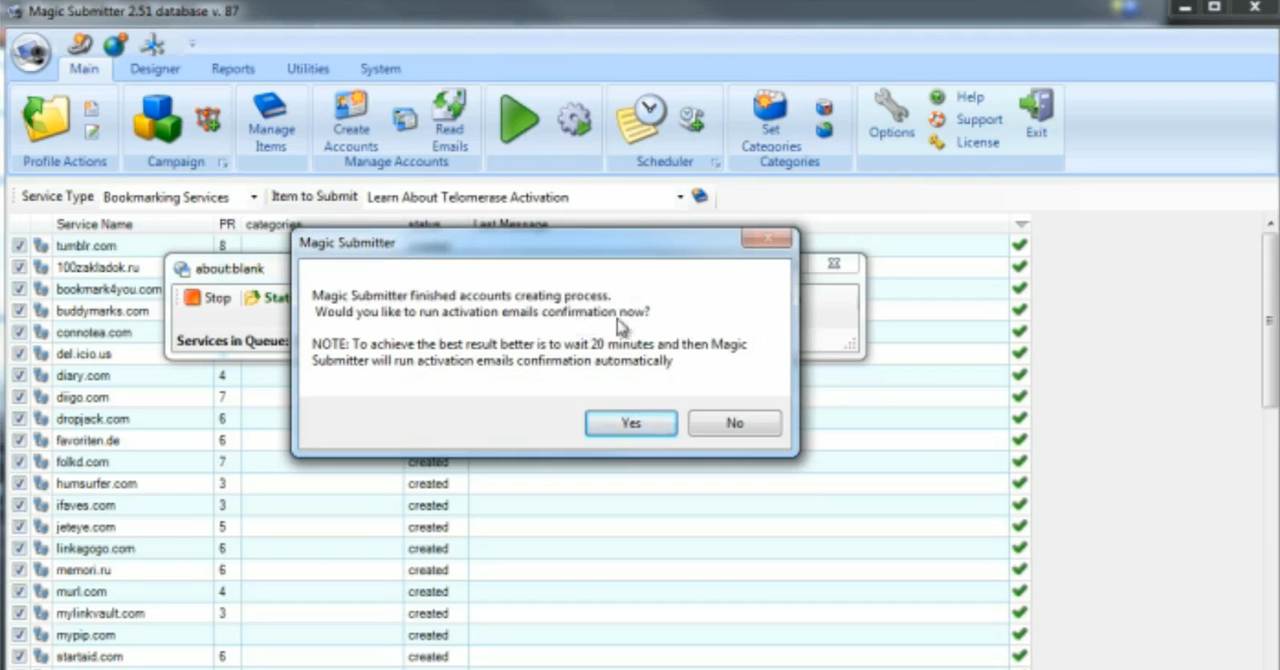 Magic Submitter 2.51 database v. 87
Main Designer Reports Utilities System
Manage Items
Create Accounts
Read Emails
Set Categories
Options
Help
Support
License
Exit
Profile Actions Campaign Manage Accounts Scheduler Categories
Service Type Bookmarking Services Item to Submit Learn About Telomerase Activation
Service Name PR categories status Last Message
tumblr.com 8
100zakladok.ru
bookmark4you.com
buddymarks.com
connotea.com
del.icio.us
diary.com 4
diigo.com 7
dropjack.com 6
favoriten.de 6
folkd.com 7 created
humsurfer.com 3 created
ifaves.com 3 created
jeteye.com 5 created
linkagogo.com 6 created
memori.ru 6 created
murl.com 4 created
mylinkvault.com 3 created
mypip.com created
startaid.com 6 created
about:blank
Stop Stat
Services in Queue:
Magic Submitter
Magic Submitter finished accounts creating process.
Would you like to run activation emails confirmation now?
NOTE: To achieve the best result better is to wait 20 minutes and then Magic
Submitter will run activation emails confirmation automatically
Yes No